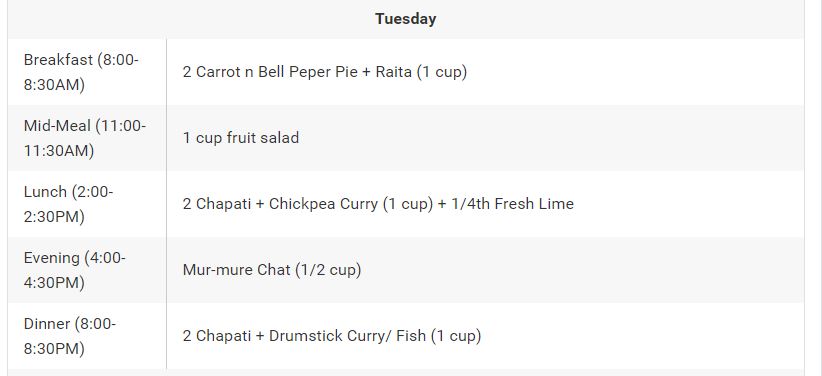 Tuesday
Breakfast (8:00-
8:30AM)
2 Carrot n Bell Peper Pie + Raita (1 cup)
Mid-Meal (11:00-
11:30AM)
1 cup fruit salad
Lunch (2:00-
2:30PM)
2 Chapati + Chickpea Curry (1 cup) + 1/4th Fresh Lime
Evening (4:00-
4:30PM)
Mur-mure Chat (1/2 cup)
Dinner (8:00-
8:30PM)
2 Chapati + Drumstick Curry/ Fish (1 cup)